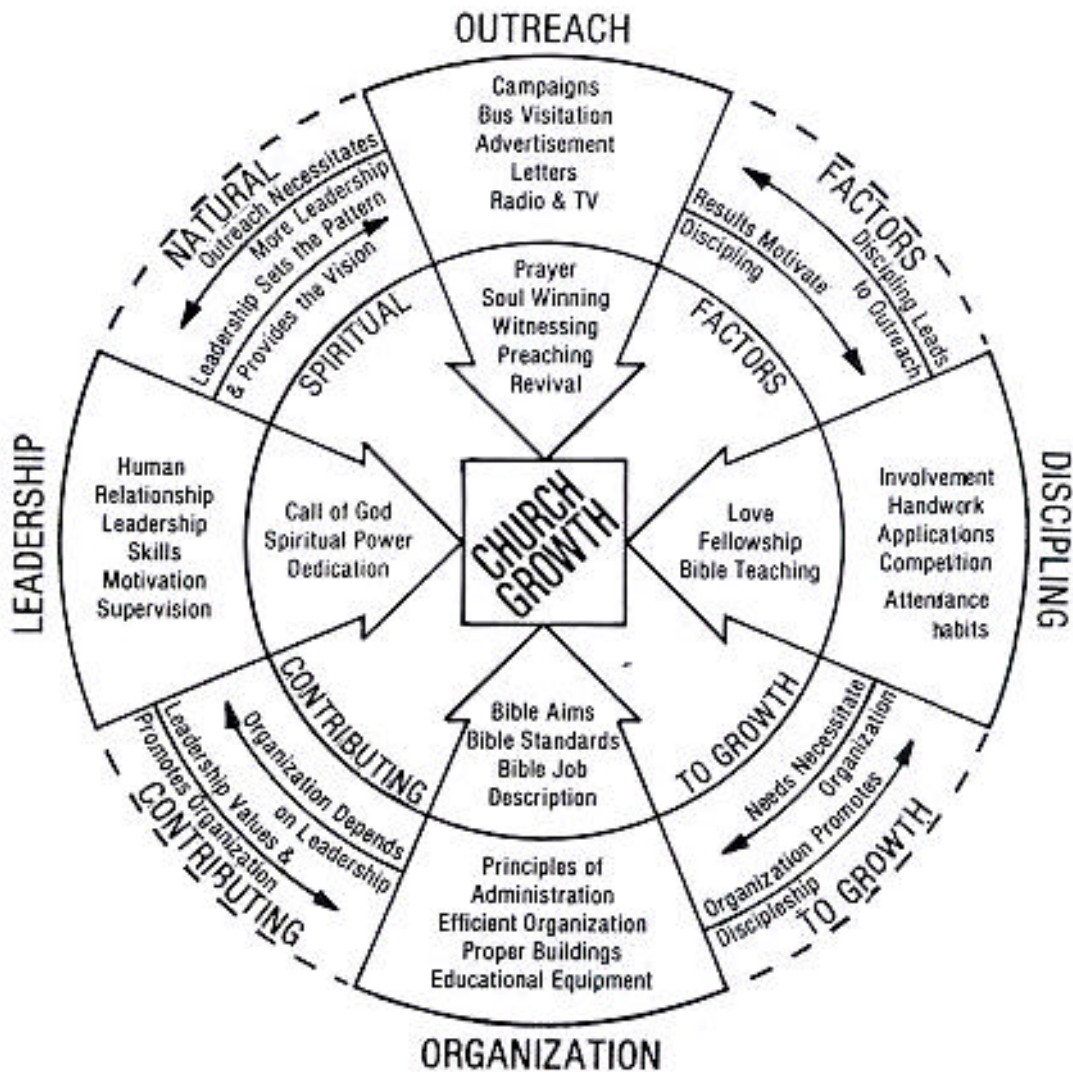 OUTREACH
Campaigns
Bus Visitation
Advertisement
Letters
Radio & TV
Prayer
Soul Winning
Witnessing
Preaching
Revival
NATURAL
Outreach Necessitates
More Leadership
Leadership Sets the Pattern
& Provides the Vision
SPIRITUAL
FACTORS
Results Motivate
Discipling
FACTORS
Discipling Leads
to Outreach
LEADERSHIP
Human
Relationship
Leadership
Skills
Motivation
Supervision
Call of God
Spiritual Power
Dedication
CHURCH
GROWTH
Love
Fellowship
Bible Teaching
Involvement
Handwork
Applications
Competition
Attendance
habits
DISCIPLING
CONTRIBUTING
Organization Depends
on Leadership
Leadership Values &
Promotes Organization
CONTRIBUTING
Bible Aims
Bible Standards
Bible Job
Description
TO GROWTH
Needs Necessitate
Organization
Organization Promotes
Discipleship
TO GROWTH
Principles of
Administration
Efficient Organization
Proper Buildings
Educational Equipment
ORGANIZATION